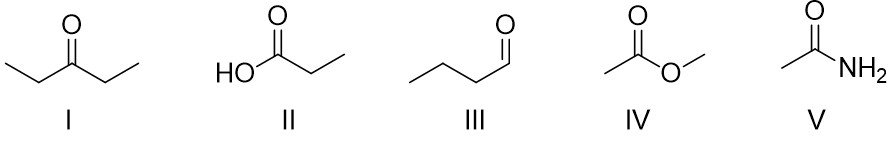 O O O O O
HO O NH₂
I II III IV V